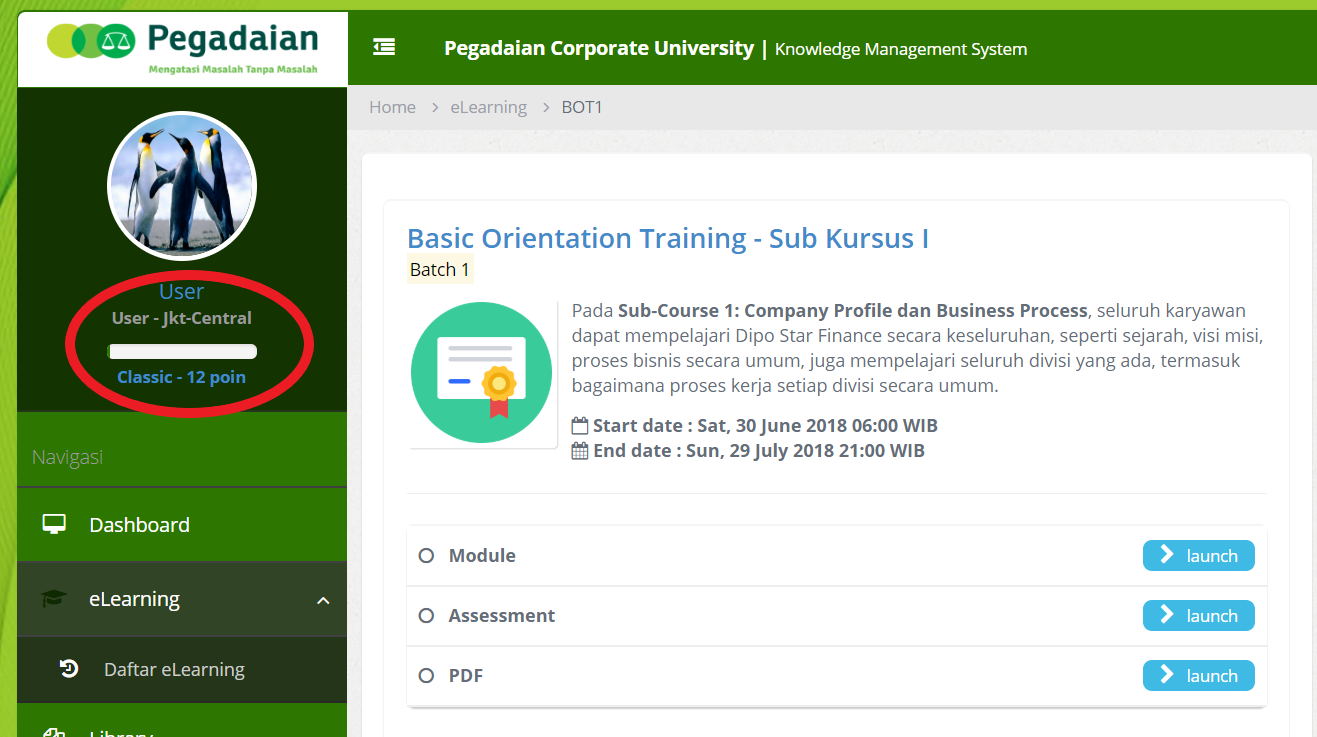 Pegadaian
Mengatasi Masalah Tanpa Masalah
Pegadaian Corporate University | Knowledge Management System
Home > eLearning > BOT1
User
User - Jkt-Central
Classic - 12 poin
Navigasi
Dashboard
eLearning
Daftar eLearning
Library
Basic Orientation Training - Sub Kursus I
Batch 1
Pada Sub-Course 1: Company Profile dan Business Process, seluruh karyawan
dapat mempelajari Dipo Star Finance secara keseluruhan, seperti sejarah, visi misi,
proses bisnis secara umum, juga mempelajari seluruh divisi yang ada, termasuk
bagaimana proses kerja setiap divisi secara umum.
Start date : Sat, 30 June 2018 06:00 WIB
End date : Sun, 29 July 2018 21:00 WIB
Module launch
Assessment launch
PDF launch